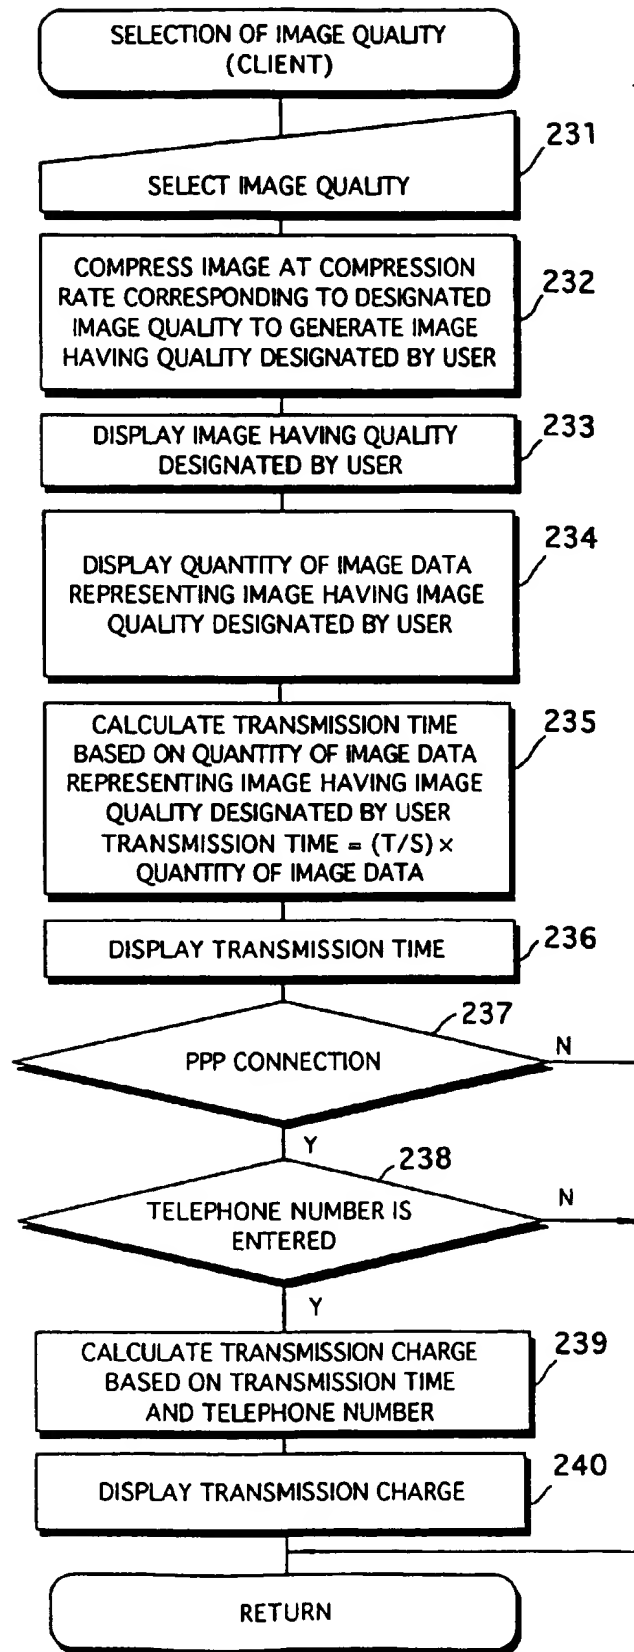 SELECTION OF IMAGE QUALITY
(CLIENT)
231
SELECT IMAGE QUALITY
COMPRESS IMAGE AT COMPRESSION
RATE CORRESPONDING TO DESIGNATED
IMAGE QUALITY TO GENERATE IMAGE
HAVING QUALITY DESIGNATED BY USER
232
DISPLAY IMAGE HAVING QUALITY
DESIGNATED BY USER
233
DISPLAY QUANTITY OF IMAGE DATA
REPRESENTING IMAGE HAVING IMAGE
QUALITY DESIGNATED BY USER
234
CALCULATE TRANSMISSION TIME
BASED ON QUANTITY OF IMAGE DATA
REPRESENTING IMAGE HAVING IMAGE
QUALITY DESIGNATED BY USER
TRANSMISSION TIME = (T/S) ×
QUANTITY OF IMAGE DATA
235
DISPLAY TRANSMISSION TIME
236
237
PPP CONNECTION
N
Y
238
TELEPHONE NUMBER IS
ENTERED
N
Y
CALCULATE TRANSMISSION CHARGE
BASED ON TRANSMISSION TIME
AND TELEPHONE NUMBER
239
DISPLAY TRANSMISSION CHARGE
240
RETURN